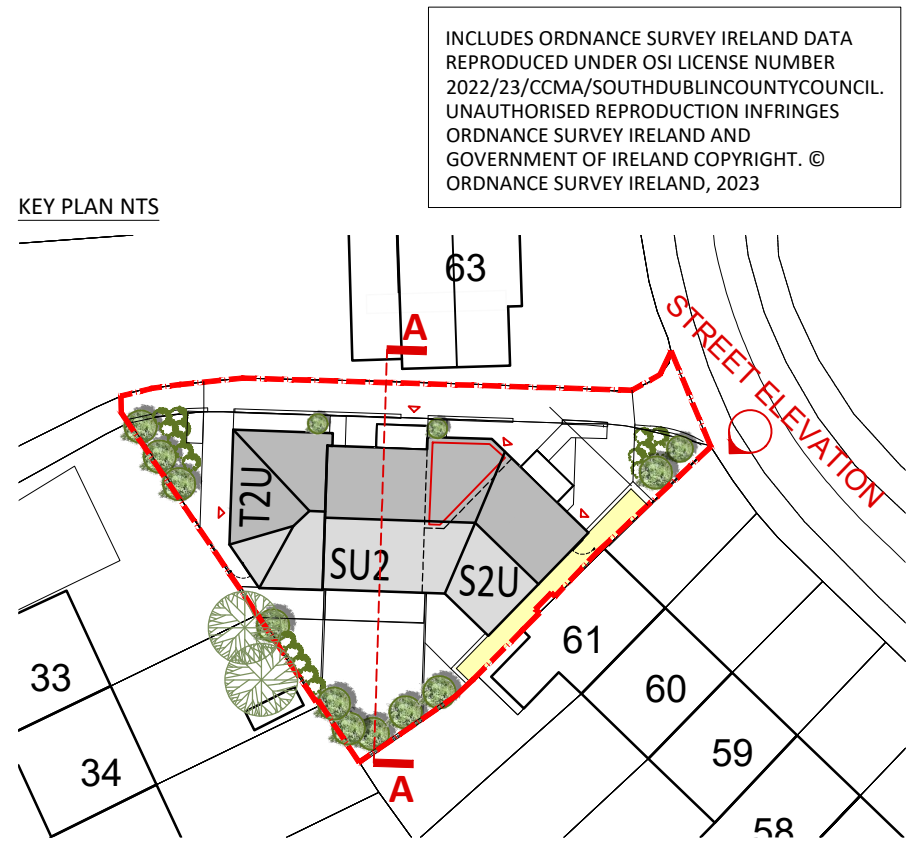 INCLUDES ORDNANCE SURVEY IRELAND DATA
REPRODUCED UNDER OSI LICENSE NUMBER
2022/23/CCMA/SOUTHDUBLINCOUNTYCOUNCIL.
UNAUTHORISED REPRODUCTION INFRINGES
ORDNANCE SURVEY IRELAND AND
GOVERNMENT OF IRELAND COPYRIGHT. ©
ORDNANCE SURVEY IRELAND, 2023
KEY PLAN NTS
63
A
STREET ELEVATION
T2U
SU2
S2U
61
33
60
59
34
A
58